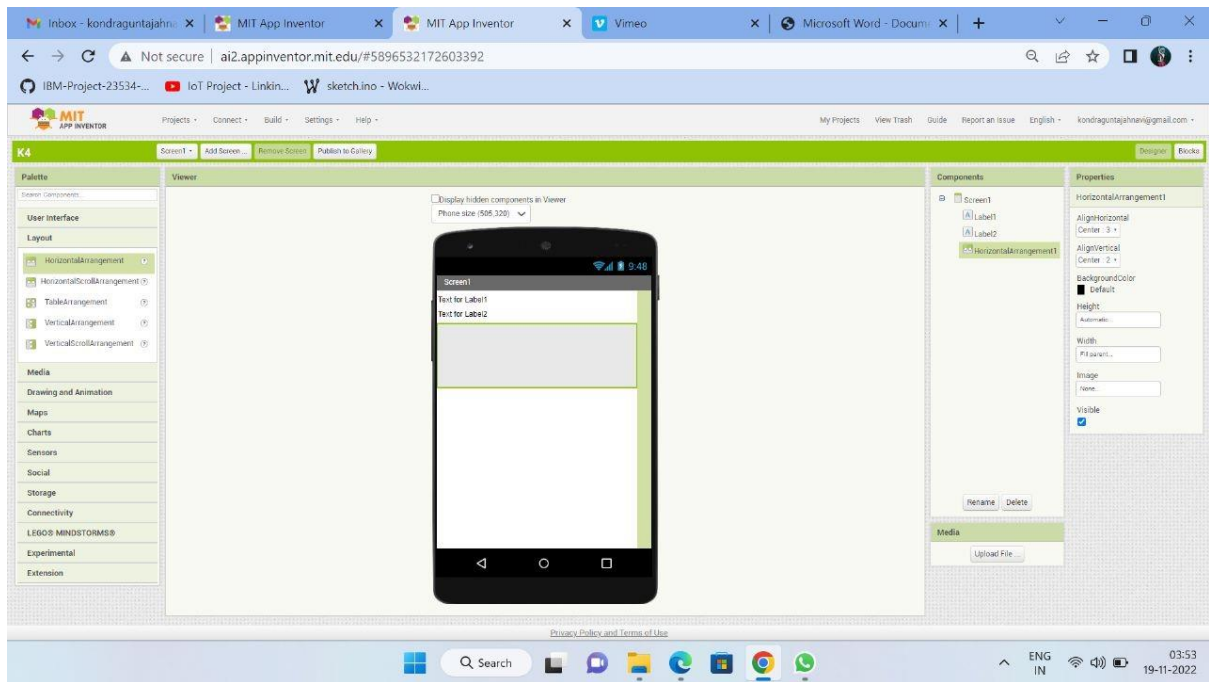 Inbox - kondraguntajahna
MIT App Inventor
MIT App Inventor
Vimeo
Microsoft Word - Docum
Not secure
ai2.appinventor.mit.edu/#5896532172603392
IBM-Project-23534-...
IoT Project - Linkin...
sketch.ino - Wokwi...
MIT
APP INVENTOR
Projects
Connect
Build
Settings
Help
My Projects
View Trash
Guide
Report an Issue
English
kondraguntajahnavi@gmail.com
K4
Screen1
Add Screen ...
Remove Screen
Publish to Gallery
Designer
Blocks
Palette
Search Components...
User Interface
Layout
HorizontalArrangement
HorizontalScrollArrangement
TableArrangement
VerticalArrangement
VerticalScrollArrangement
Media
Drawing and Animation
Maps
Charts
Sensors
Social
Storage
Connectivity
LEGO® MINDSTORMS®
Experimental
Extension
Viewer
Display hidden components in Viewer
Phone size (505,320)
9:48
Screen1
Text for Label1
Text for Label2
Components
Screen1
Label1
Label2
HorizontalArrangement1
Rename
Delete
Media
Upload File ...
Properties
HorizontalArrangement1
AlignHorizontal
Center : 3
AlignVertical
Center : 2
BackgroundColor
Default
Height
Automatic...
Width
Fill parent...
Image
None...
Visible
Privacy Policy and Terms of Use
Search
ENG
IN
03:53
19-11-2022